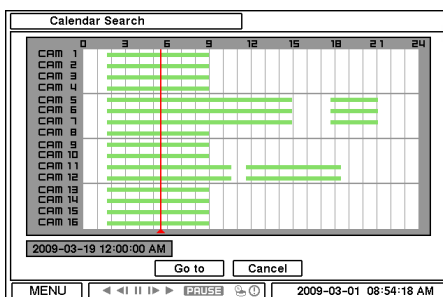 Calendar Search
0 3 6 9 12 15 18 21 24
CAM 1
CAM 2
CAM 3
CAM 4
CAM 5
CAM 6
CAM 7
CAM 8
CAM 9
CAM 10
CAM 11
CAM 12
CAM 13
CAM 14
CAM 15
CAM 16
2009-03-19 12:00:00 AM
Go to Cancel
MENU PAUSE 2009-03-01 08:54:18 AM